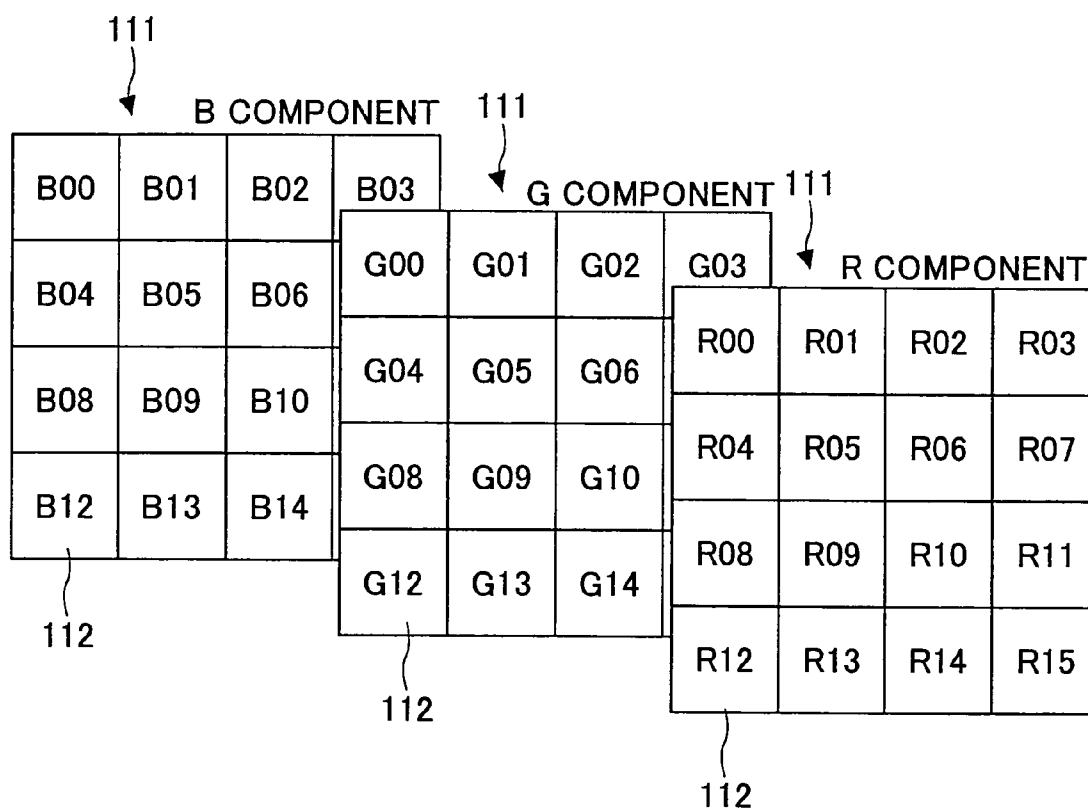 111
B COMPONENT
B00 B01 B02 B03
B04 B05 B06
B08 B09 B10
B12 B13 B14
112
111
G COMPONENT
G00 G01 G02 G03
G04 G05 G06
G08 G09 G10
G12 G13 G14
112
111
R COMPONENT
R00 R01 R02 R03
R04 R05 R06 R07
R08 R09 R10 R11
R12 R13 R14 R15
112